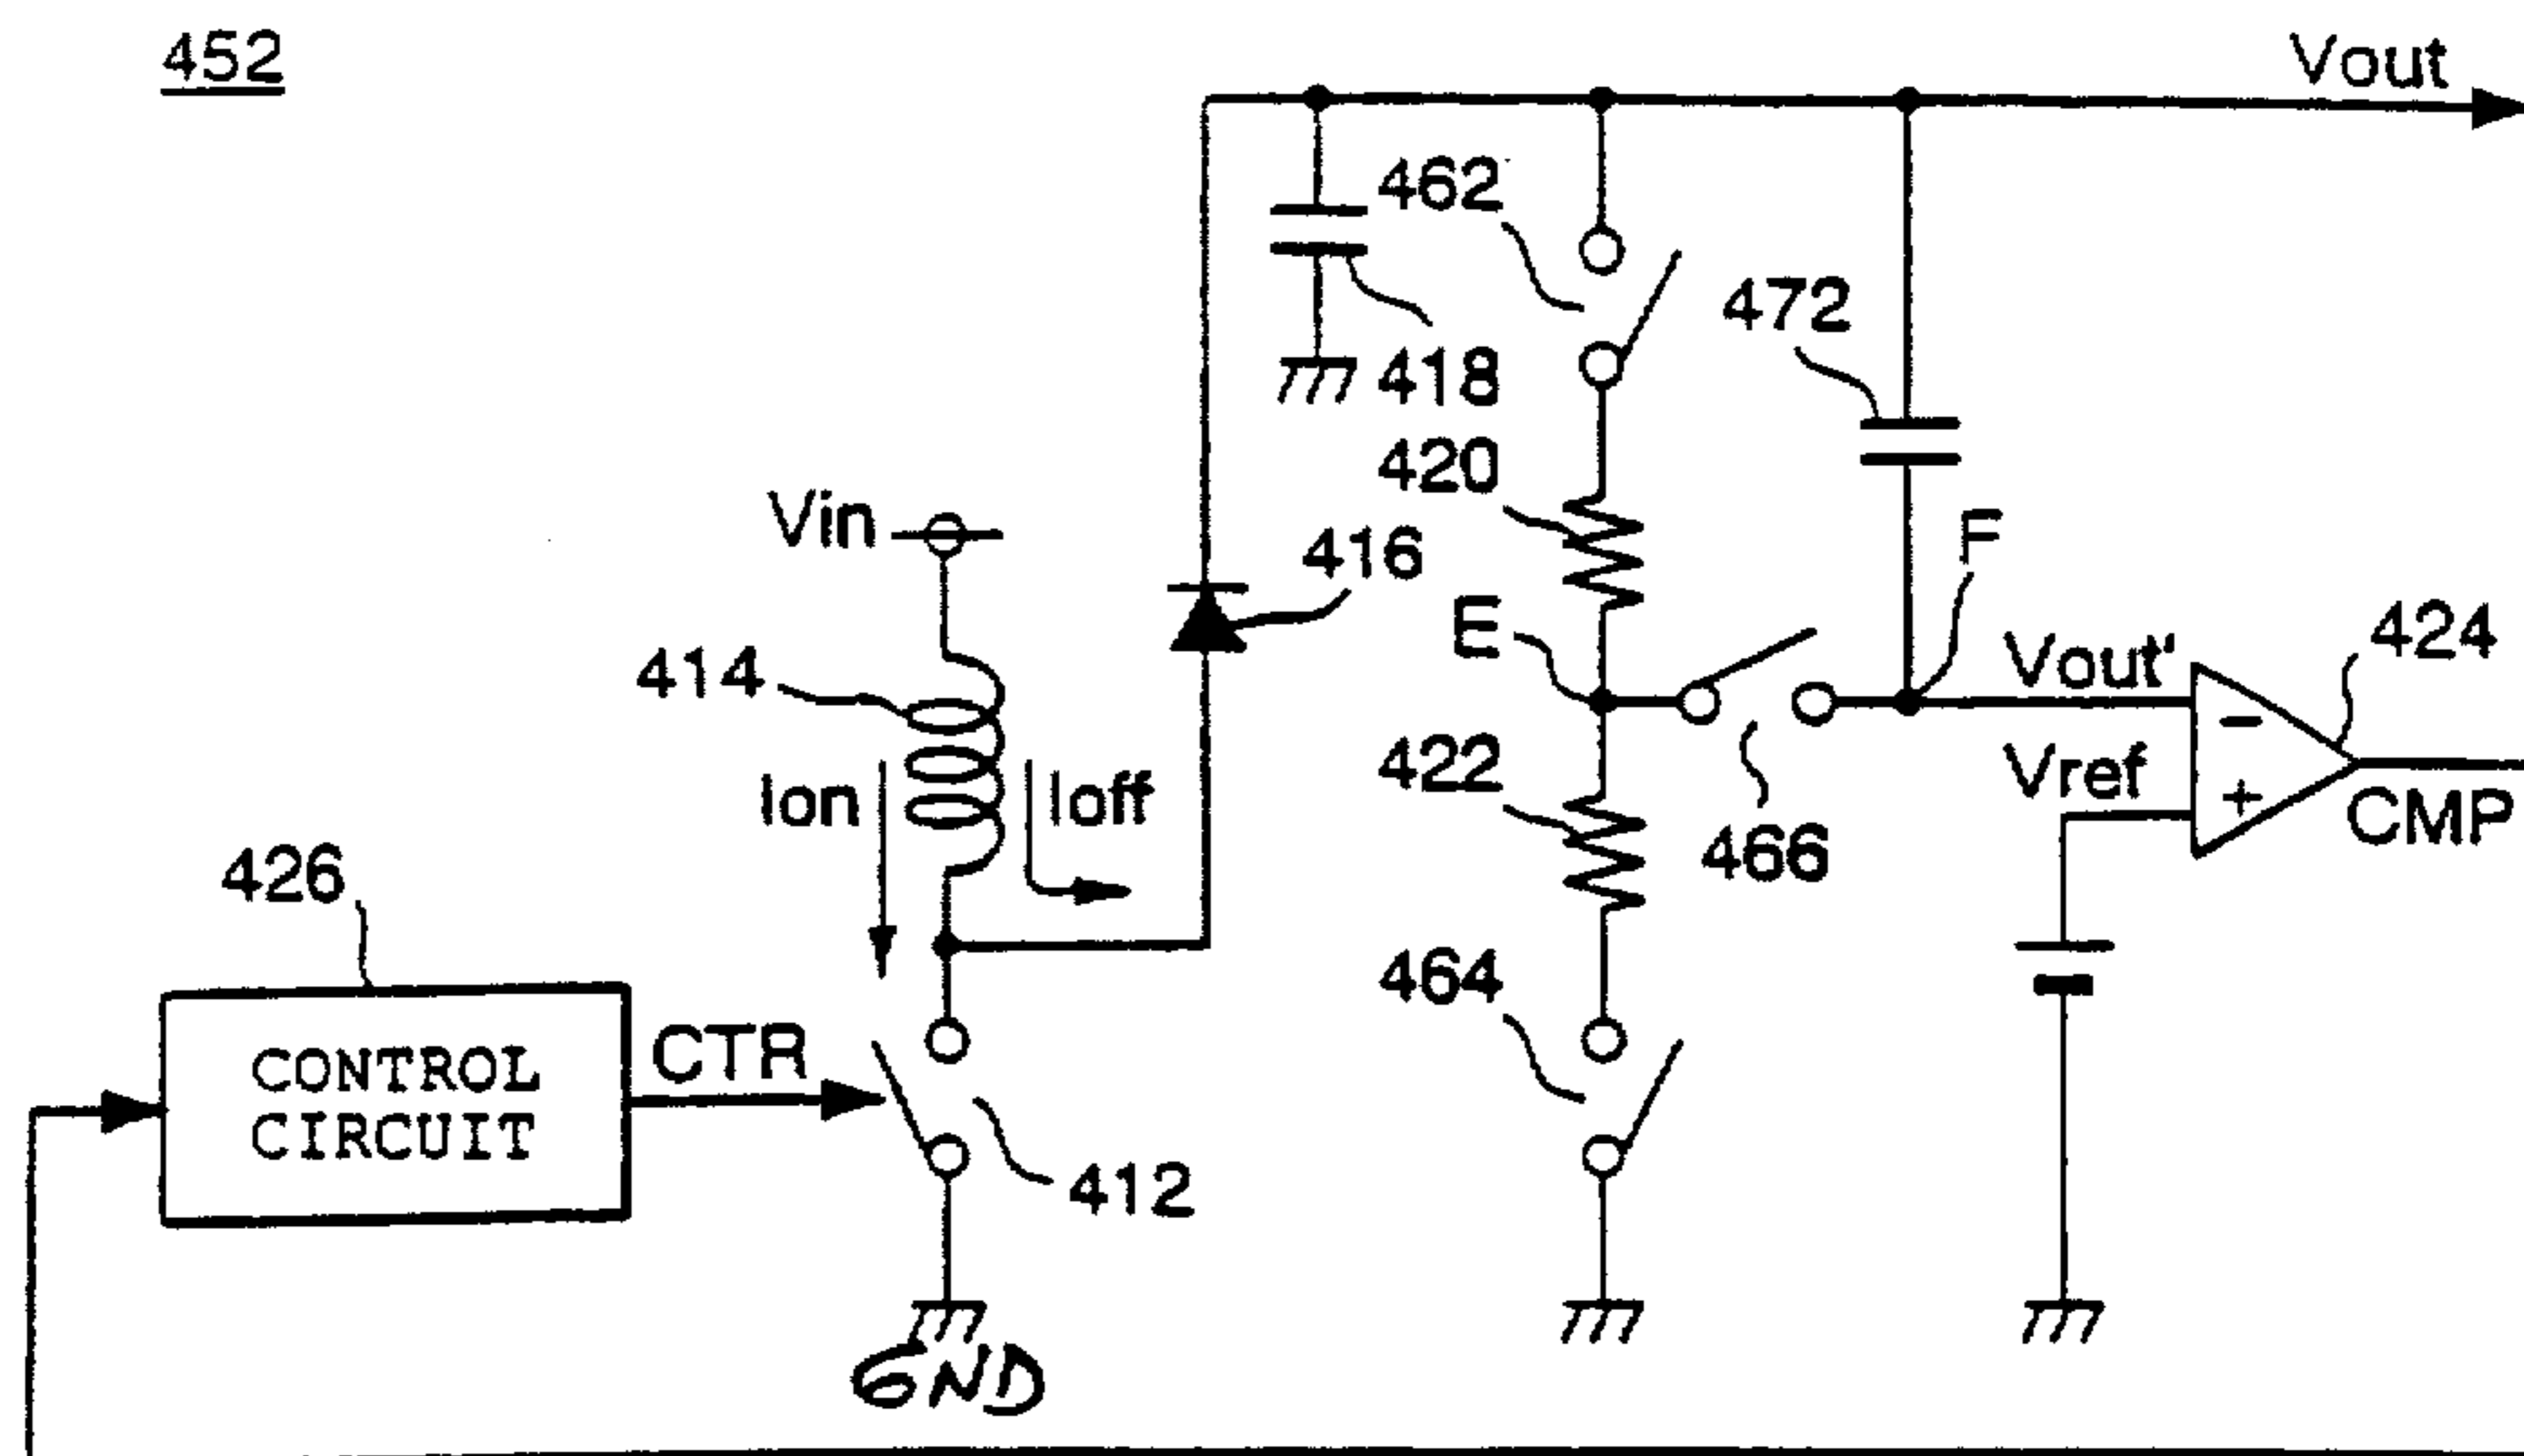 452
Vout
462
472
418
420
Vin
416
F
E
424
414
Vout'
422
Vref
Ion
Ioff
466
CMP
426
464
CONTROL
CIRCUIT
CTR
412
GND
-
+